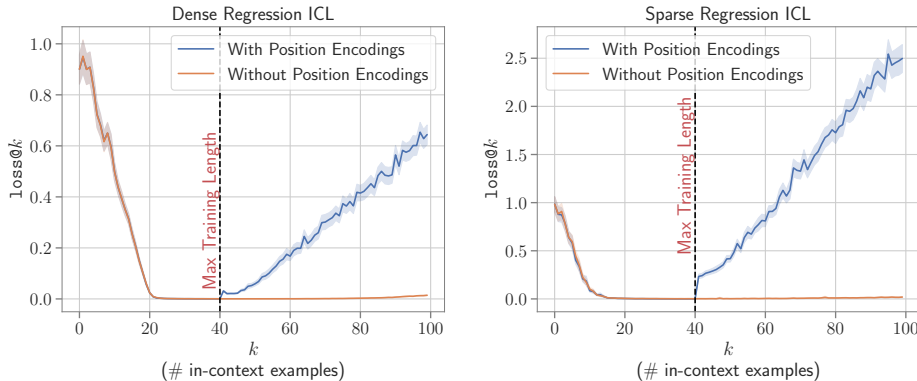 Dense Regression ICL
With Position Encodings
Without Position Encodings
1.0
0.8
0.6
0.4
0.2
0.0
loss@k
Max Training Length
0 20 40 60 80 100
k
(# in-context examples)
Sparse Regression ICL
With Position Encodings
Without Position Encodings
2.5
2.0
1.5
1.0
0.5
0.0
loss@k
Max Training Length
0 20 40 60 80 100
k
(# in-context examples)